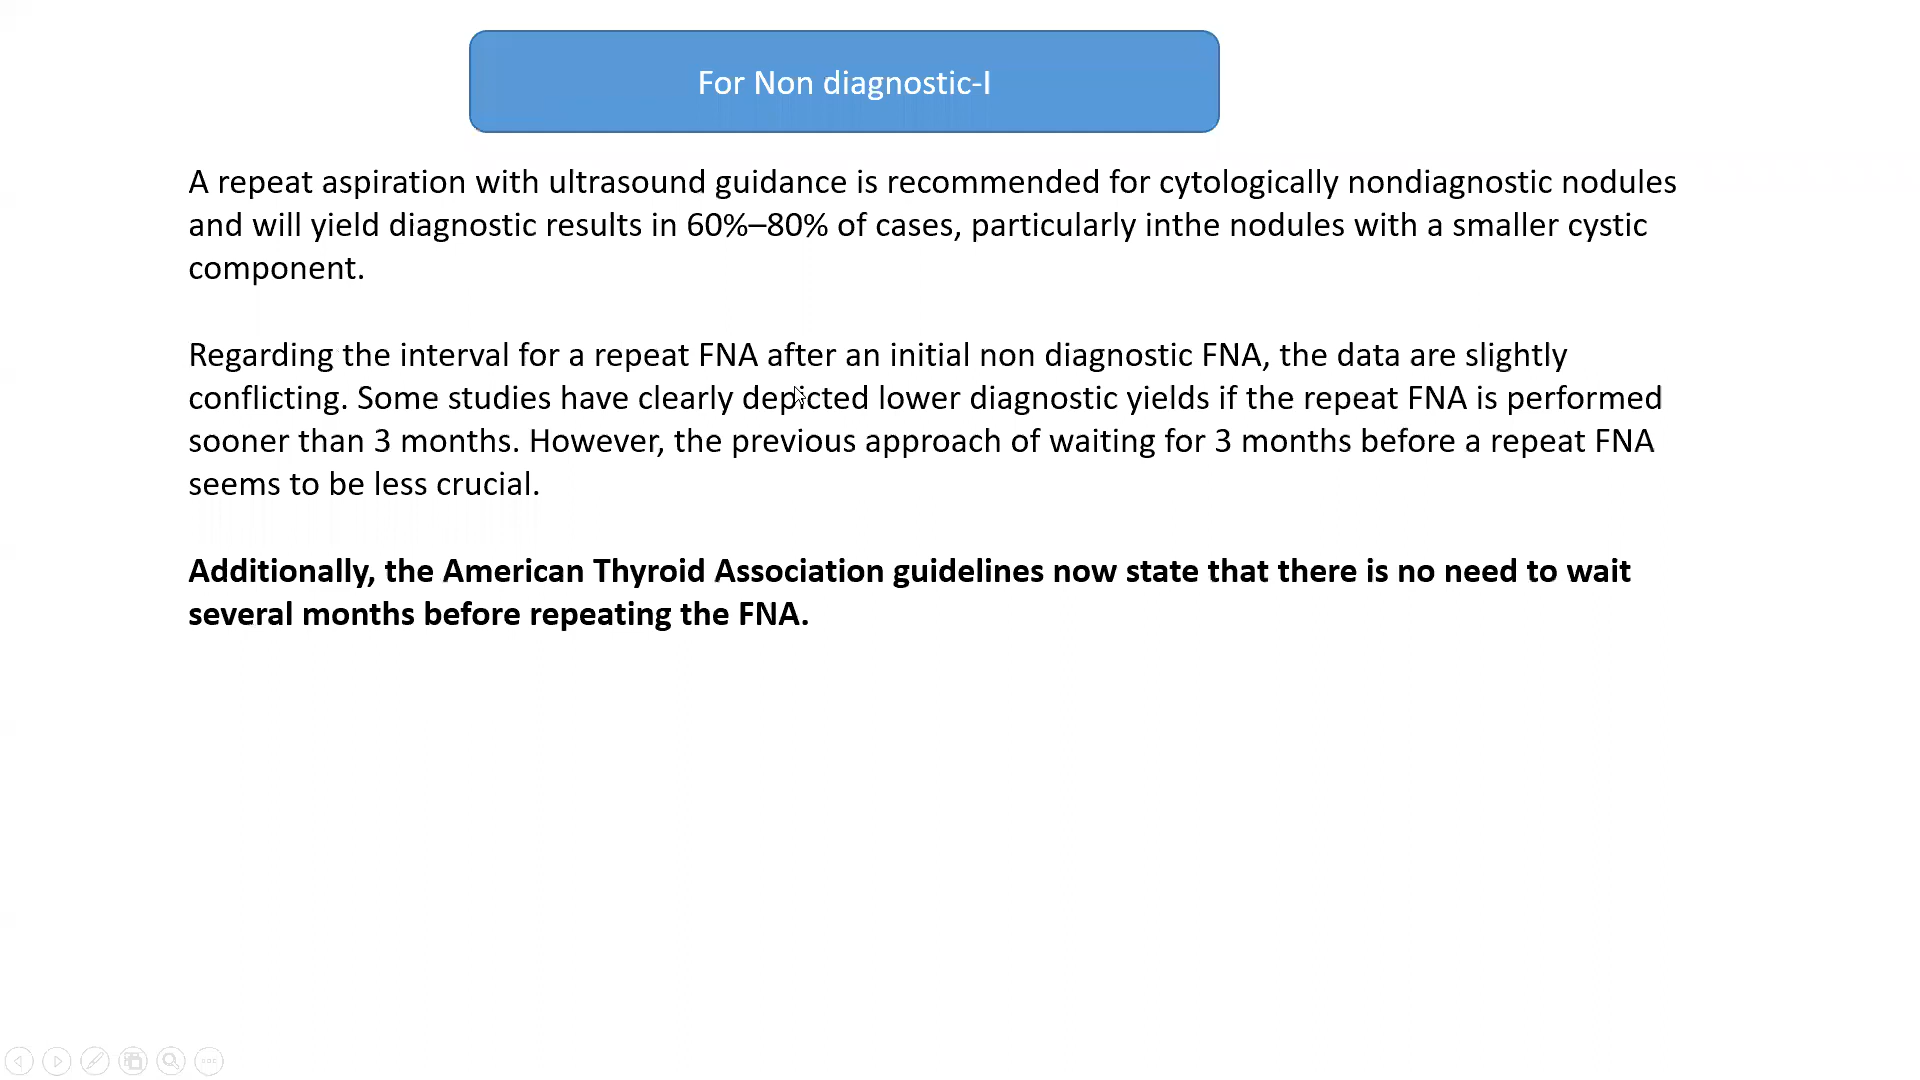 For Non diagnostic-I
A repeat aspiration with ultrasound guidance is recommended for cytologically nondiagnostic nodules
and will yield diagnostic results in 60%–80% of cases, particularly inthe nodules with a smaller cystic
component.
Regarding the interval for a repeat FNA after an initial non diagnostic FNA, the data are slightly
conflicting. Some studies have clearly depicted lower diagnostic yields if the repeat FNA is performed
sooner than 3 months. However, the previous approach of waiting for 3 months before a repeat FNA
seems to be less crucial.
Additionally, the American Thyroid Association guidelines now state that there is no need to wait
several months before repeating the FNA.